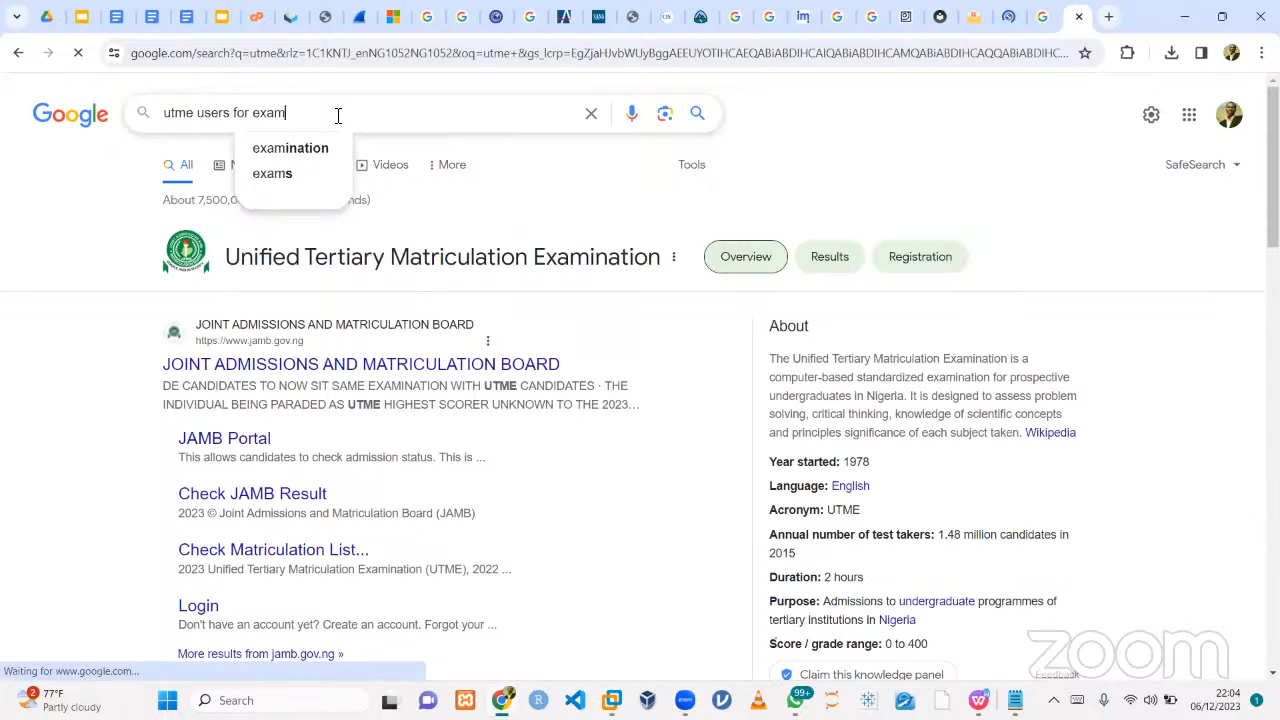 google.com/search?q=utme&rlz=1C1KNTJ_enNG1052NG1052&oq=utme+&gs_lcrp=EgZjaHJvbWUyBggAEEUYOTIHCAEQABiABDIHCAIQABiABDIHCAMQABiABDIHCAQQABiABDIHC...
Google
utme users for exam
examination
exams
All
Videos
More
Tools
SafeSearch
About 7,500,0
nds)
Unified Tertiary Matriculation Examination
Overview
Results
Registration
JOINT ADMISSIONS AND MATRICULATION BOARD
https://www.jamb.gov.ng
JOINT ADMISSIONS AND MATRICULATION BOARD
DE CANDIDATES TO NOW SIT SAME EXAMINATION WITH UTME CANDIDATES · THE
INDIVIDUAL BEING PARADED AS UTME HIGHEST SCORER UNKNOWN TO THE 2023...
JAMB Portal
This allows candidates to check admission status. This is ...
Check JAMB Result
2023 © Joint Admissions and Matriculation Board (JAMB)
Check Matriculation List...
2023 Unified Tertiary Matriculation Examination (UTME), 2022 ...
Login
Don't have an account yet? Create an account. Forgot your ...
More results from jamb.gov.ng »
About
The Unified Tertiary Matriculation Examination is a
computer-based standardized examination for prospective
undergraduates in Nigeria. It is designed to assess problem
solving, critical thinking, knowledge of scientific concepts
and principles significance of each subject taken. Wikipedia
Year started: 1978
Language: English
Acronym: UTME
Annual number of test takers: 1.48 million candidates in
2015
Duration: 2 hours
Purpose: Admissions to undergraduate programmes of
tertiary institutions in Nigeria
Score / grade range: 0 to 400
Claim this knowledge panel
Feedback
zoom
Waiting for www.google.com...
2
77°F
Partly cloudy
Search
99+
22:04
06/12/2023
1